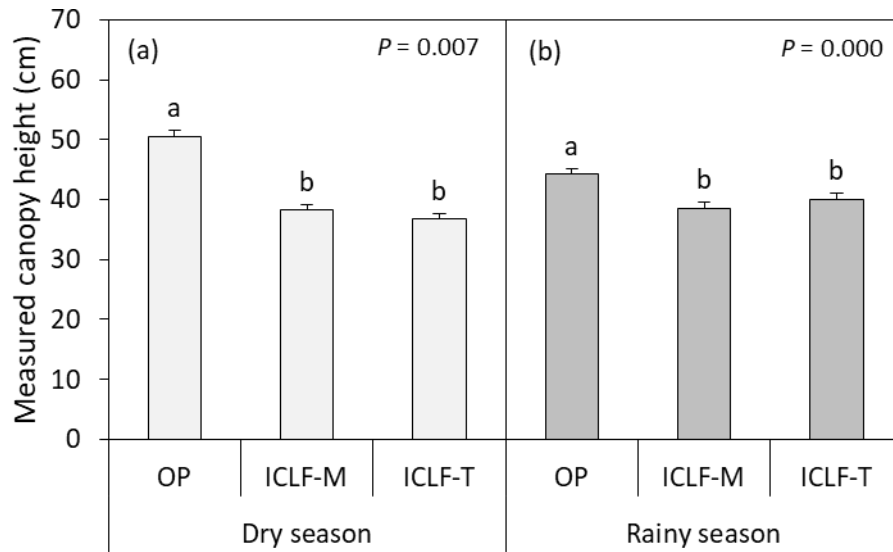 Measured canopy height (cm)
70
60
50
40
30
20
10
0
(a)
P = 0.007
a
b
b
(b)
P = 0.000
a
b
b
OP ICLF-M ICLF-T OP ICLF-M ICLF-T
Dry season Rainy season